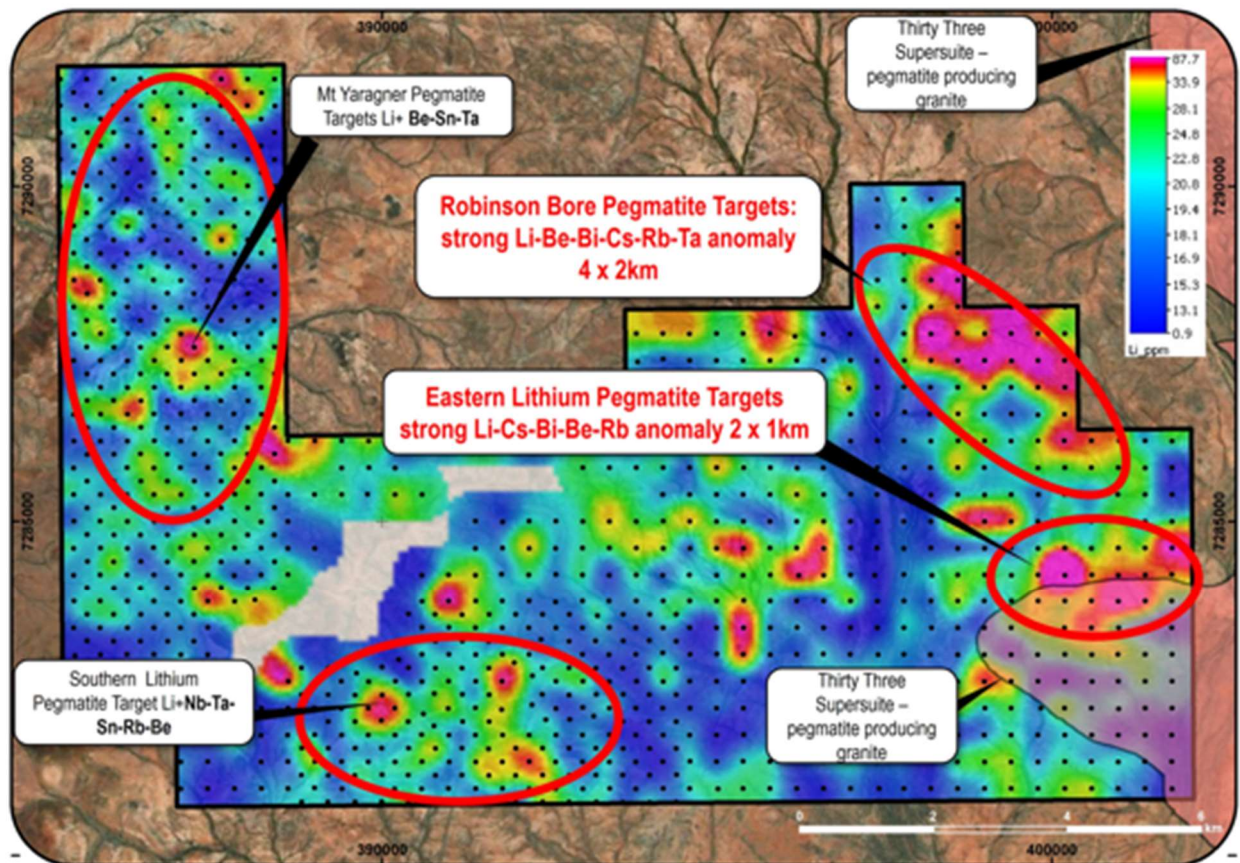 390000
400000
Thirty Three
Supersuite –
pegmatite producing
granite
87.7
33.9
28.1
24.8
22.8
20.8
19.4
18.1
16.9
15.3
13.1
0.9
Li_ppm
Mt Yaragner Pegmatite
Targets Li+ Be-Sn-Ta
7290000
7290000
Robinson Bore Pegmatite Targets:
strong Li-Be-Bi-Cs-Rb-Ta anomaly
4 x 2km
Eastern Lithium Pegmatite Targets
strong Li-Cs-Bi-Be-Rb anomaly 2 x 1km
7285000
7285000
Southern Lithium
Pegmatite Target Li+Nb-Ta-
Sn-Rb-Be
Thirty Three
Supersuite –
pegmatite producing
granite
0 2 4 6
km
390000
400000